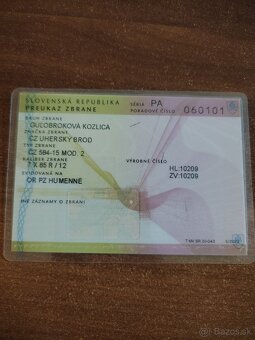 SLOVENSKÁ REPUBLIKA
PREUKAZ ZBRANE
SÉRIA PA
PORADOVÉ ČÍSLO 060101
DRUH ZBRANE
GULOBROKOVÁ KOZLICA
ZNAČKA ZBRANE
CZ UHERSKÝ BROD
TYP ZBRANE
CZ 584-15 MOD. 2
KALIBER ZBRANE
7 X 65 R / 12
VÝROBNÉ ČÍSLO
HL:10209
ZV:10209
EVIDOVANÁ NA
OR PZ HUMENNÉ
INÉ ZÁZNAMY O ZBRANI
bazos.sk